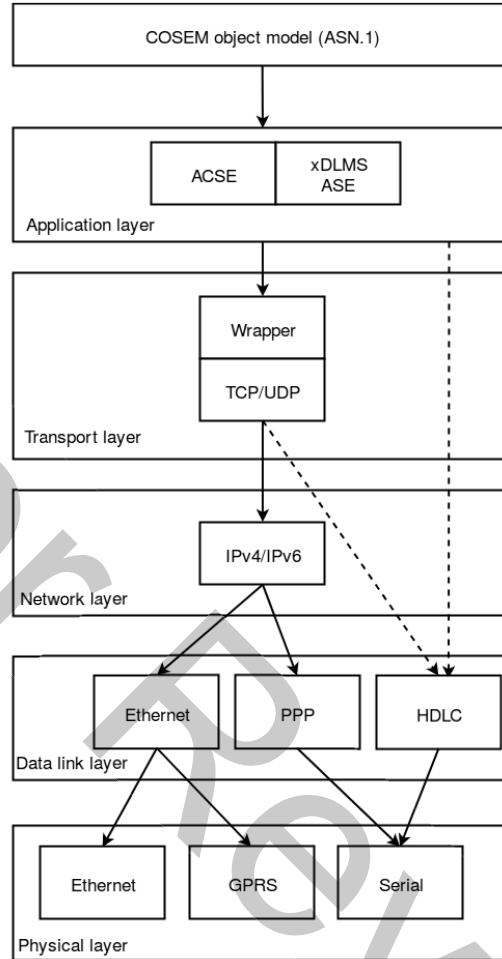 COSEM object model (ASN.1)
ACSE
xDLMS
ASE
Application layer
Wrapper
TCP/UDP
Transport layer
IPv4/IPv6
Network layer
Ethernet
PPP
HDLC
Data link layer
Ethernet
GPRS
Serial
Physical layer